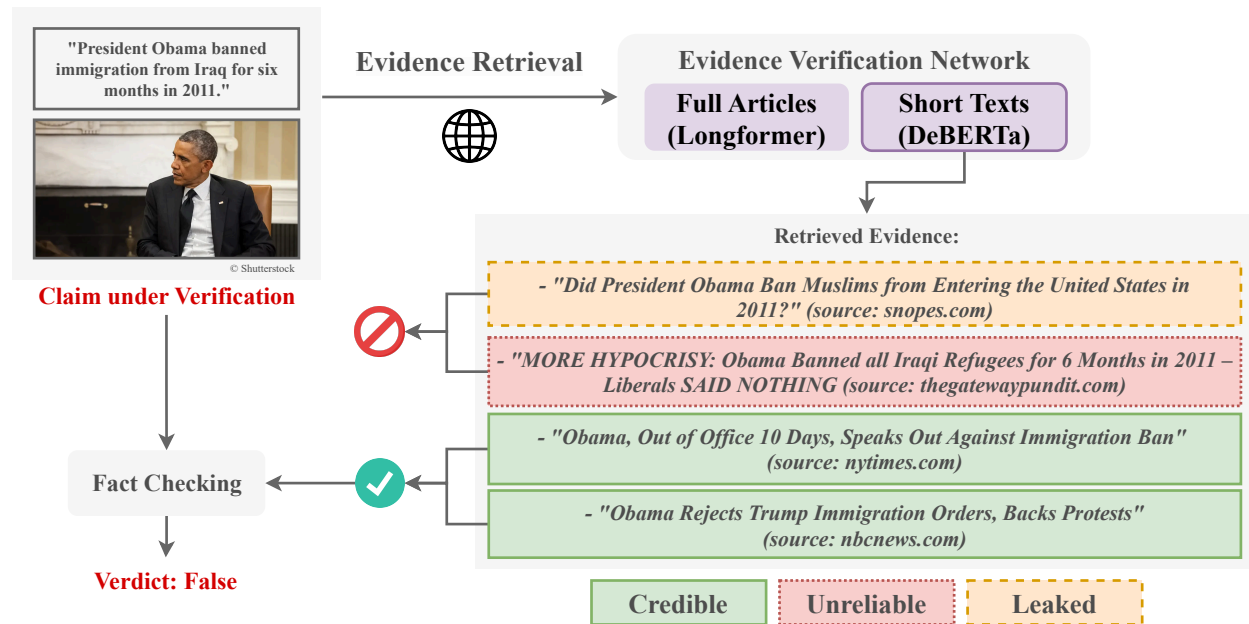 "President Obama banned
immigration from Iraq for six
months in 2011."
© Shutterstock
Claim under Verification
Evidence Retrieval
Evidence Verification Network
Full Articles
(Longformer)
Short Texts
(DeBERTa)
Retrieved Evidence:
- "Did President Obama Ban Muslims from Entering the United States in
2011?" (source: snopes.com)
- "MORE HYPOCRISY: Obama Banned all Iraqi Refugees for 6 Months in 2011 –
Liberals SAID NOTHING (source: thegatewaypundit.com)
- "Obama, Out of Office 10 Days, Speaks Out Against Immigration Ban"
(source: nytimes.com)
- "Obama Rejects Trump Immigration Orders, Backs Protests"
(source: nbcnews.com)
Fact Checking
Verdict: False
Credible
Unreliable
Leaked